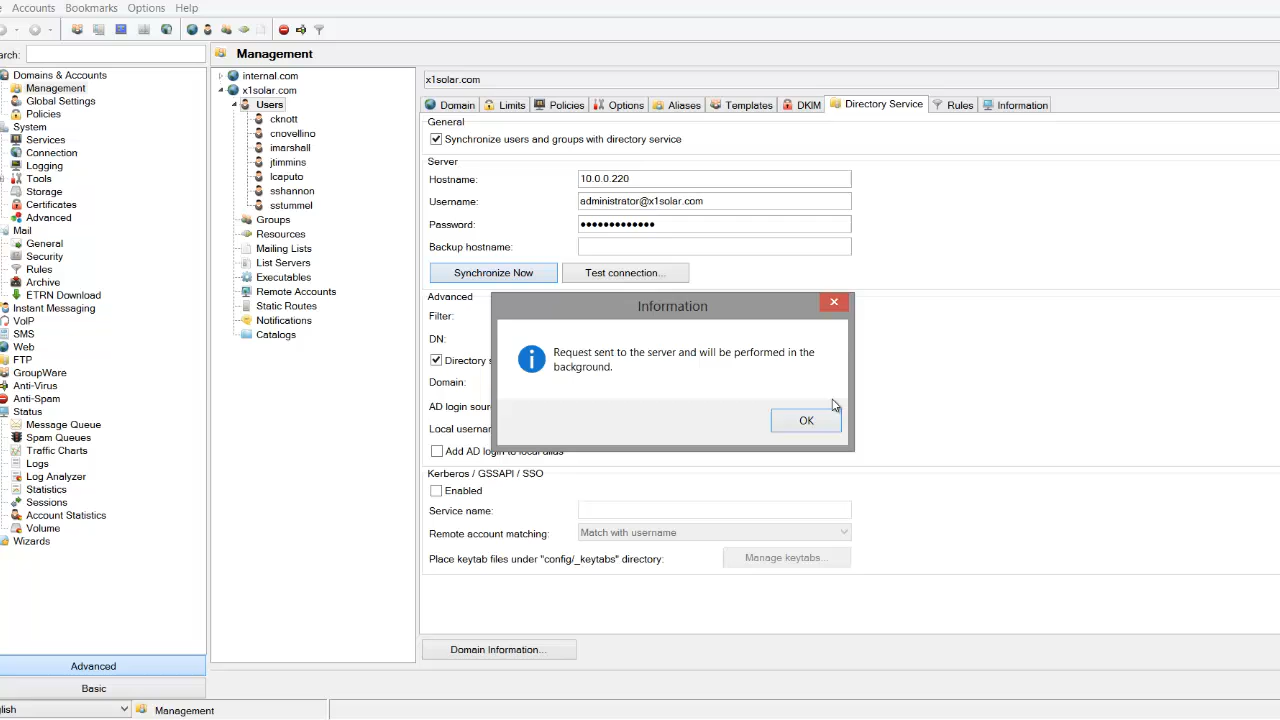 Accounts Bookmarks Options Help
Management
x1solar.com
Domains & Accounts
Management
Global Settings
Policies
System
Services
Connection
Logging
Tools
Storage
Certificates
Advanced
Mail
General
Security
Rules
Archive
ETRN Download
Instant Messaging
VoIP
SMS
Web
FTP
GroupWare
Anti-Virus
Anti-Spam
Status
Message Queue
Spam Queues
Traffic Charts
Logs
Log Analyzer
Statistics
Sessions
Account Statistics
Volume
Wizards
Advanced
Basic
internal.com
x1solar.com
Users
cknott
cnovellino
imarshall
jtimmins
lcaputo
sshannon
sstummel
Groups
Resources
Mailing Lists
List Servers
Executables
Remote Accounts
Static Routes
Notifications
Catalogs
Domain Limits Policies Options Aliases Templates DKIM Directory Service Rules Information
General
Synchronize users and groups with directory service
Server
Hostname: 10.0.0.220
Username: administrator@x1solar.com
Password: •••••••••••••
Backup hostname:
Synchronize Now Test connection...
Advanced
Filter:
DN:
Directory
Domain:
AD login
Local
Add AD login to local alias
Information
Request sent to the server and will be performed in the
background.
OK
Kerberos / GSSAPI / SSO
Enabled
Service name:
Remote account matching: Match with username
Place keytab files under "config/_keytabs" directory: Manage keytabs...
Domain Information...
Management